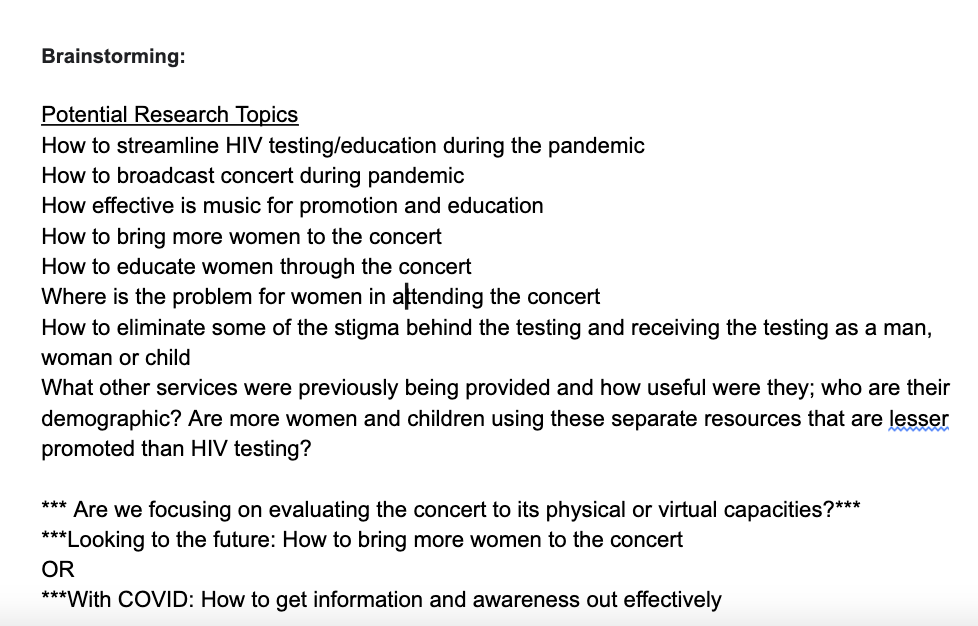 Brainstorming:
Potential Research Topics
How to streamline HIV testing/education during the pandemic
How to broadcast concert during pandemic
How effective is music for promotion and education
How to bring more women to the concert
How to educate women through the concert
Where is the problem for women in attending the concert
How to eliminate some of the stigma behind the testing and receiving the testing as a man,
woman or child
What other services were previously being provided and how useful were they; who are their
demographic? Are more women and children using these separate resources that are lesser
promoted than HIV testing?
*** Are we focusing on evaluating the concert to its physical or virtual capacities?***
***Looking to the future: How to bring more women to the concert
OR
***With COVID: How to get information and awareness out effectively